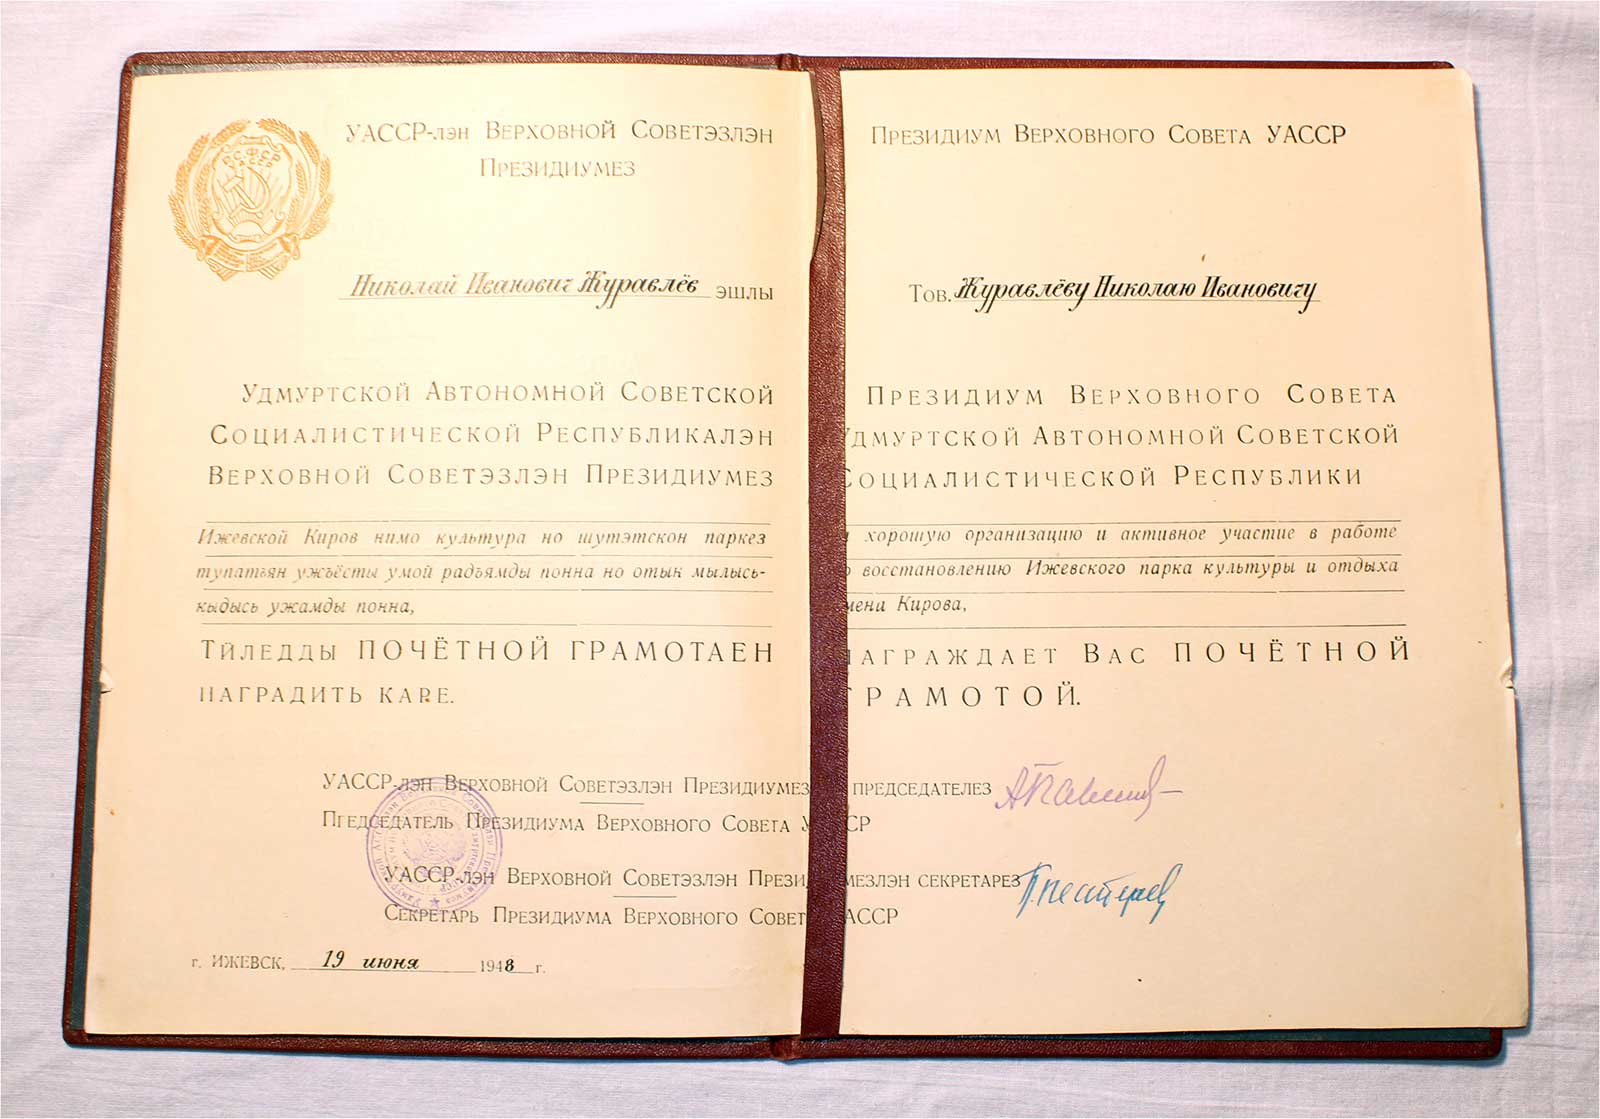 РСФСР
УАССР
УАССР-лэн Верховной Советэзлэн
Президиумез
Николай Иванович Журавлёв эшлы
Удмуртской Автономной Советской
Социалистической Республикалэн
Верховной Советэзлэн Президиумез
Ижевской Киров нимо культура но шутэтскон паркез
тупатъян ужъёсты умой радъямды понна но отын мылысь-
кыдысь ужамды понна,
Тӥледды ПОЧЁТНОЙ ГРАМОТАЕН
НАГРАДИТЬ КАРЕ.
Президиум Верховного Совета УАССР
Тов. Журавлёву Николаю Ивановичу
Президиум Верховного Совета
Удмуртской Автономной Советской
Социалистической Республики
хорошую организацию и активное участие в работе
восстановлению Ижевского парка культуры и отдыха
мени Кирова,
НАГРАЖДАЕТ Вас ПОЧЁТНОЙ
ГРАМОТОЙ.
УАССР-лэн Верховной Советэзлэн Президиумез председателез
Председатель Президиума Верховного Совета УАССР
УАССР-лэн Верховной Советэзлэн Президиумезлэн секретарез
Секретарь Президиума Верховного Совета УАССР
г. Ижевск, 19 июня 1948 г.